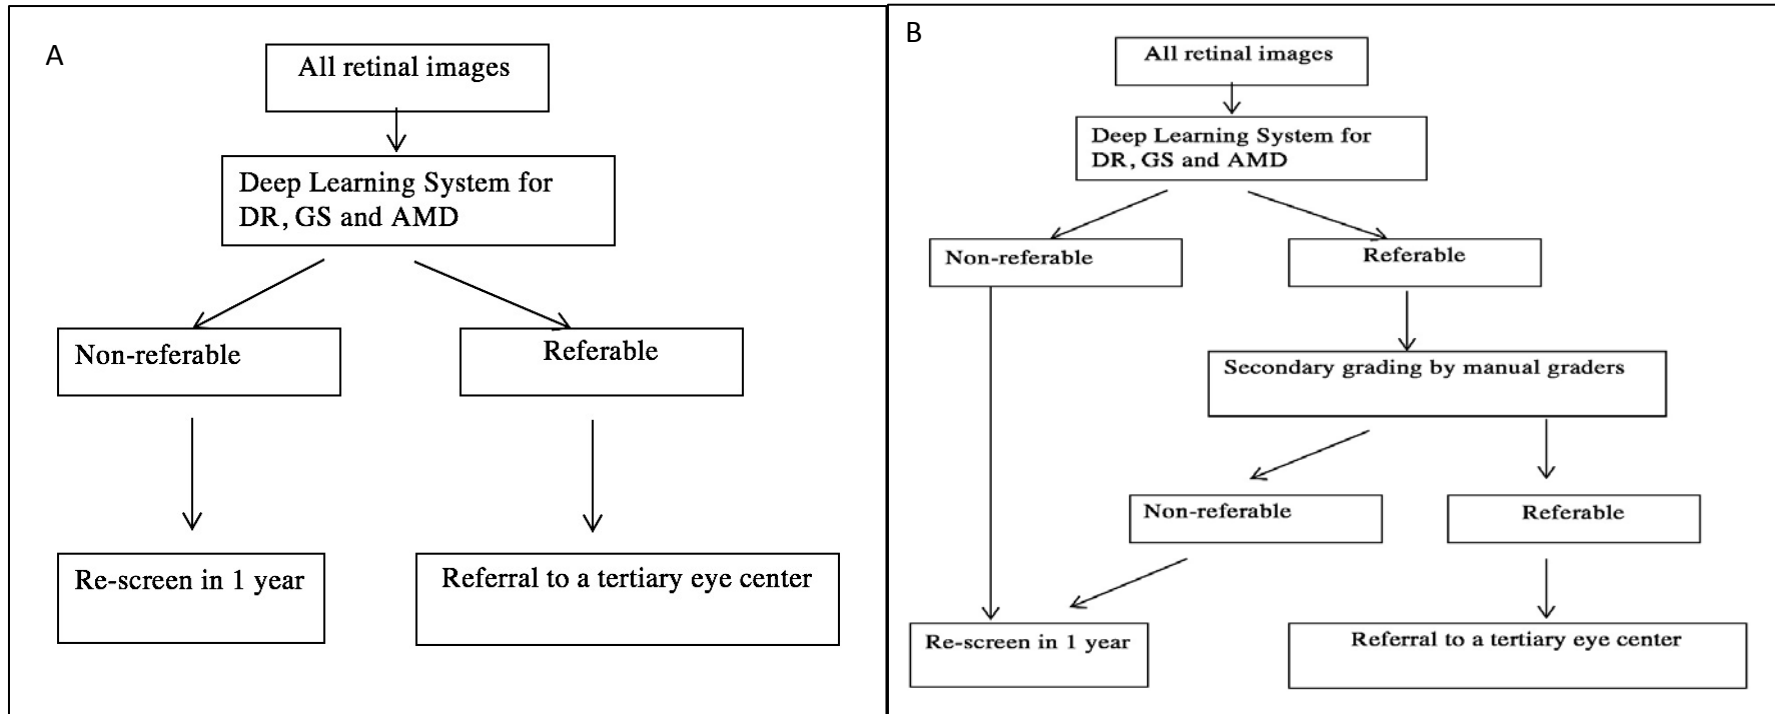 A
All retinal images
Deep Learning System for
DR, GS and AMD
Non-referable
Referable
Re-screen in 1 year
Referral to a tertiary eye center
B
All retinal images
Deep Learning System for
DR, GS and AMD
Non-referable
Referable
Secondary grading by manual graders
Non-referable
Referable
Re-screen in 1 year
Referral to a tertiary eye center